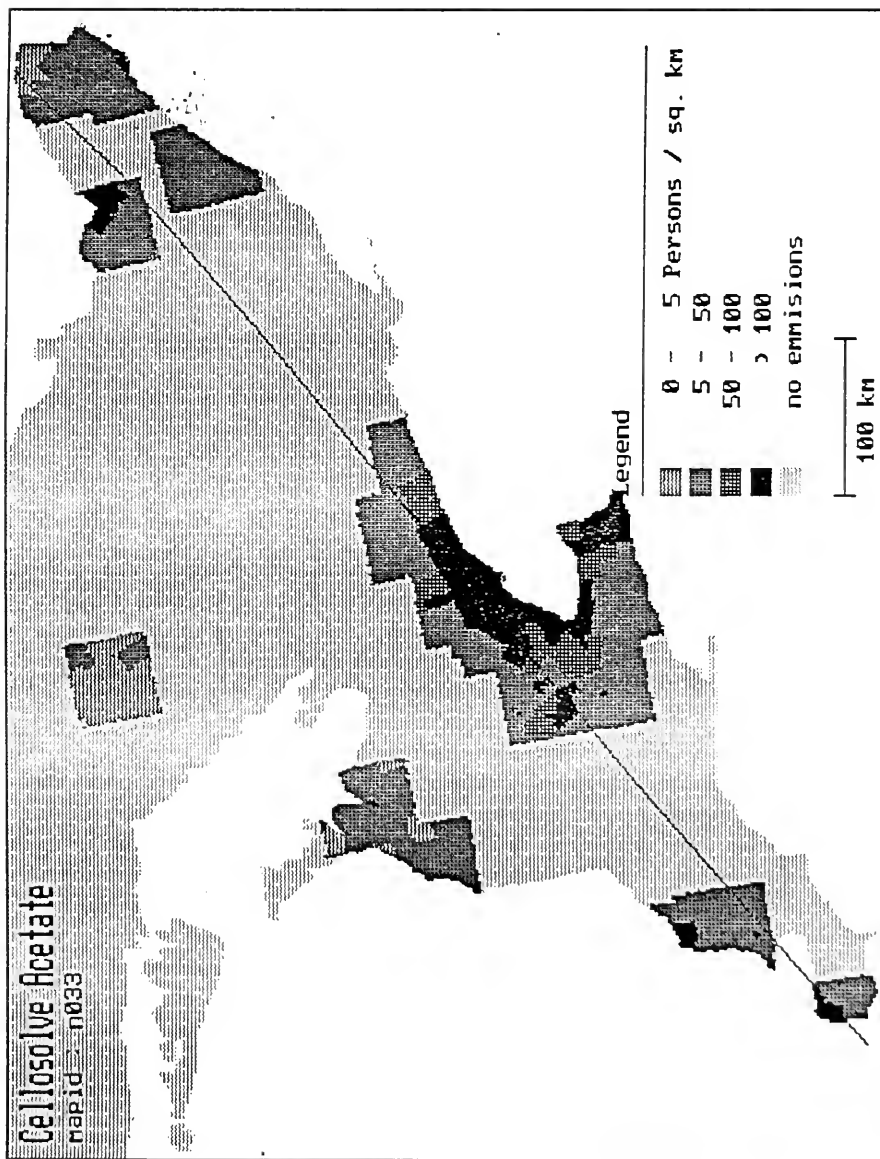 Cellosolve Acetate
mapid : n033
Legend
0 - 5 Persons / sq. km
5 - 50
50 - 100
> 100
no emmisions
100 km